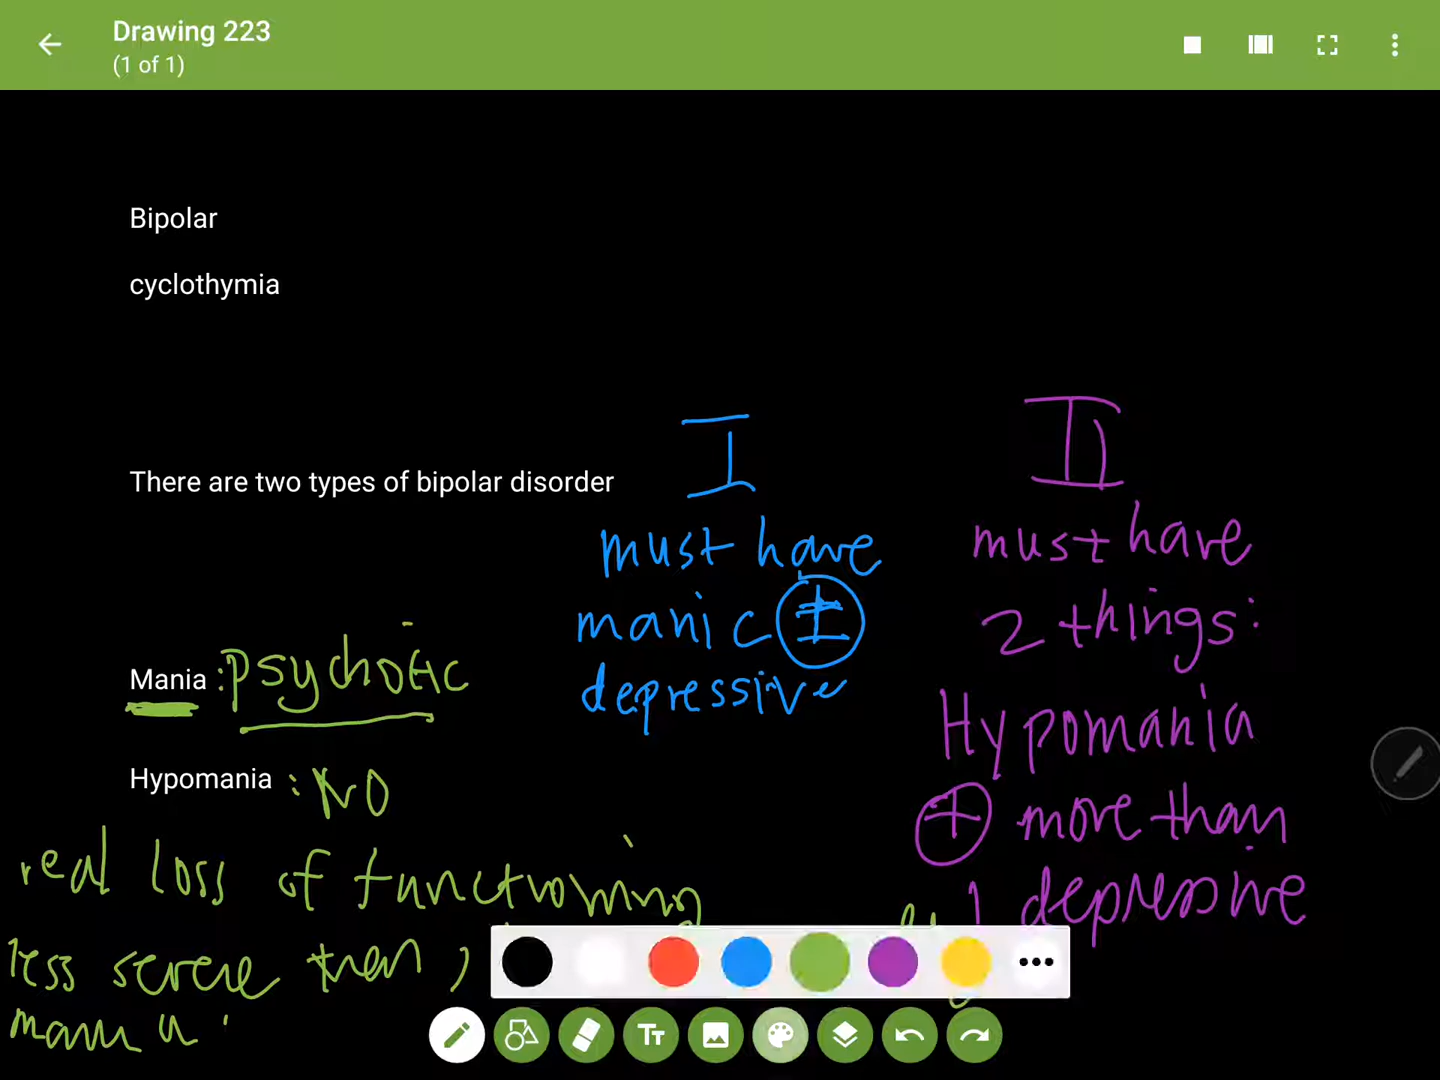 Drawing 223
(1 of 1)
Bipolar
cyclothymia
There are two types of bipolar disorder
I
must have
manic ±
depressive
II
must have
2 things:
Hypomania
+ more than
1 depressive
Mania : psychotic
Hypomania : NO
real loss of functioning
less severe than
mania
Tт